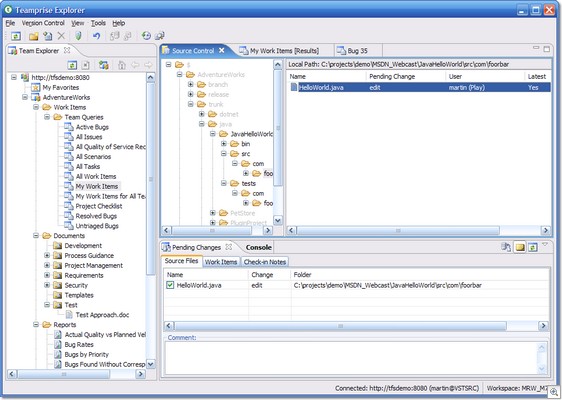 Teamprise Explorer
File Version Control View Tools Help
Team Explorer
http://tfsdemo:8080
My Favorites
AdventureWorks
Work Items
Team Queries
Active Bugs
All Issues
All Quality of Service Rec
All Scenarios
All Tasks
All Work Items
My Work Items
My Work Items for All Tea
Project Checklist
Resolved Bugs
Untriaged Bugs
Documents
Development
Process Guidance
Project Management
Requirements
Security
Templates
Test
Test Approach.doc
Reports
Actual Quality vs Planned Vel
Bug Rates
Bugs by Priority
Bugs Found Without Corresp
Source Control My Work Items [Results] Bug 35
$
AdventureWorks
branch
release
trunk
dotnet
java
JavaHelloWorld
bin
src
com
foo
tests
com
foo
PetStore
PluginProject
Local Path: C:\projects\demo\MSDN_Webcast\JavaHelloWorld\src\com\foobar
Name Pending Change User Latest
HelloWorld.java edit martin (Play) Yes
Pending Changes Console
Source Files Work Items Check-in Notes
Name Change Folder
HelloWorld.java edit C:\projects\demo\MSDN_Webcast\JavaHelloWorld\src\com\foobar
Comment:
Connected: http://tfsdemo:8080 (martin@VSTSRC) Workspace: